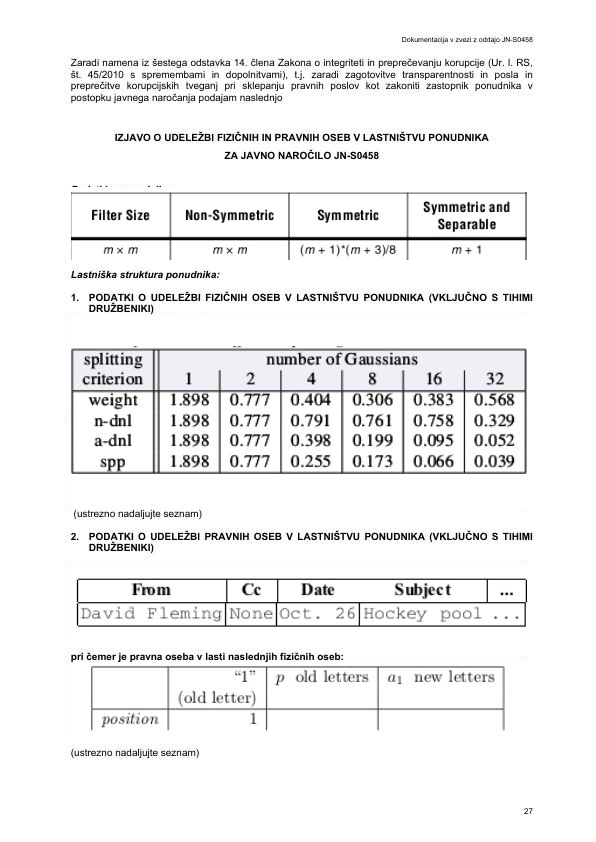 Dokumentacija v zvezi z oddajo JN-S0458
Zaradi namena iz šestega odstavka 14. člena Zakona o integriteti in preprečevanju korupcije (Ur. l. RS,
št. 45/2010 s spremembami in dopolnitvami), t.j. zaradi zagotovitve transparentnosti in posla in
preprečitve korupcijskih tveganj pri sklepanju pravnih poslov kot zakoniti zastopnik ponudnika v
postopku javnega naročanja podajam naslednjo
IZJAVO O UDELEŽBI FIZIČNIH IN PRAVNIH OSEB V LASTNIŠTVU PONUDNIKA
ZA JAVNO NAROČILO JN-S0458
Filter Size Non-Symmetric Symmetric Symmetric and Separable
m × m m × m (m + 1)*(m + 3)/8 m + 1
Lastniška struktura ponudnika:
1. PODATKI O UDELEŽBI FIZIČNIH OSEB V LASTNIŠTVU PONUDNIKA (VKLJUČNO S TIHIMI
DRUŽBENIKI)
splitting number of Gaussians
criterion 1 2 4 8 16 32
weight 1.898 0.777 0.404 0.306 0.383 0.568
n-dnl 1.898 0.777 0.791 0.761 0.758 0.329
a-dnl 1.898 0.777 0.398 0.199 0.095 0.052
spp 1.898 0.777 0.255 0.173 0.066 0.039
(ustrezno nadaljujte seznam)
2. PODATKI O UDELEŽBI PRAVNIH OSEB V LASTNIŠTVU PONUDNIKA (VKLJUČNO S TIHIMI
DRUŽBENIKI)
From Cc Date Subject ...
David Fleming None Oct. 26 Hockey pool ...
pri čemer je pravna oseba v lasti naslednjih fizičnih oseb:
“1” p old letters a1 new letters
(old letter)
position 1
(ustrezno nadaljujte seznam)
27